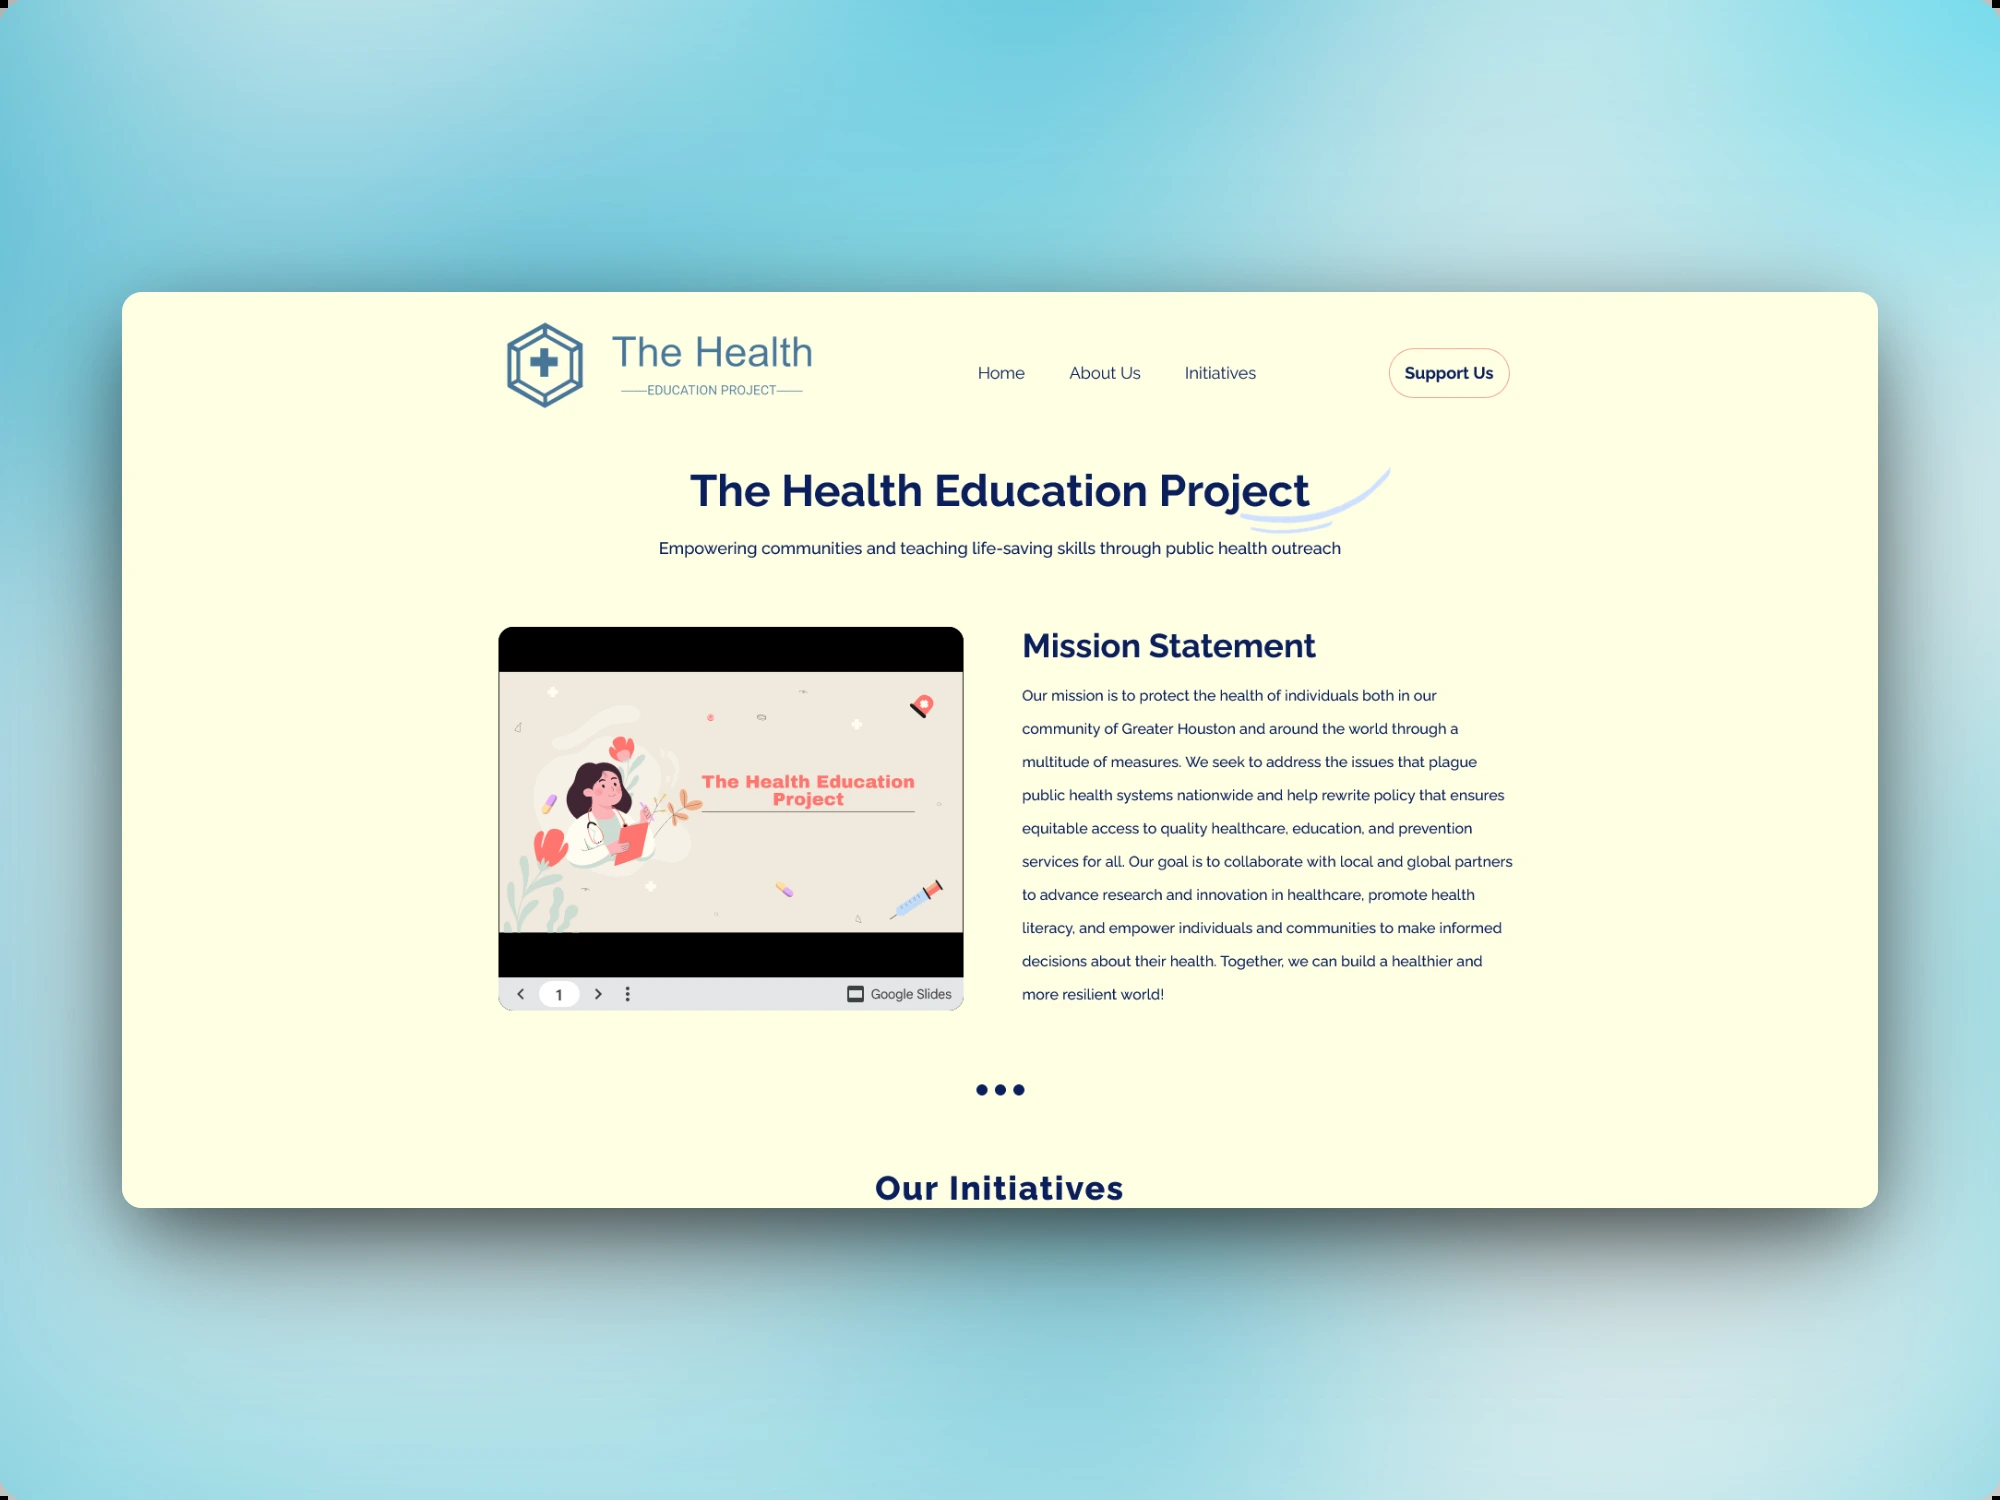 The Health
EDUCATION PROJECT
Home
About Us
Initiatives
Support Us
The Health Education Project
Empowering communities and teaching life-saving skills through public health outreach
The Health Education
Project
1
Google Slides
Mission Statement
Our mission is to protect the health of individuals both in our
community of Greater Houston and around the world through a
multitude of measures. We seek to address the issues that plague
public health systems nationwide and help rewrite policy that ensures
equitable access to quality healthcare, education, and prevention
services for all. Our goal is to collaborate with local and global partners
to advance research and innovation in healthcare, promote health
literacy, and empower individuals and communities to make informed
decisions about their health. Together, we can build a healthier and
more resilient world!
Our Initiatives